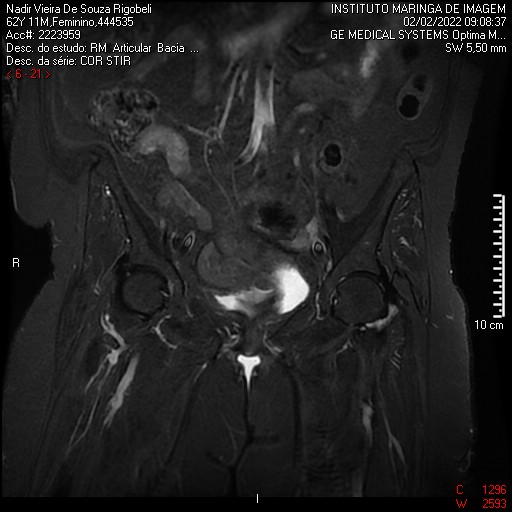 Nadir Vieira De Souza Rigobeli
62Y 11M,Feminino,444535
Acc#: 2223959
Desc. do estudo: RM Articular Bacia ...
Desc. da série: COR STIR
< 6 - 21 >
INSTITUTO MARINGA DE IMAGEM
02/02/2022 09:08:37
GE MEDICAL SYSTEMS Optima M...
SW 5,50 mm
R
10 cm
I
C 1296
W 2593